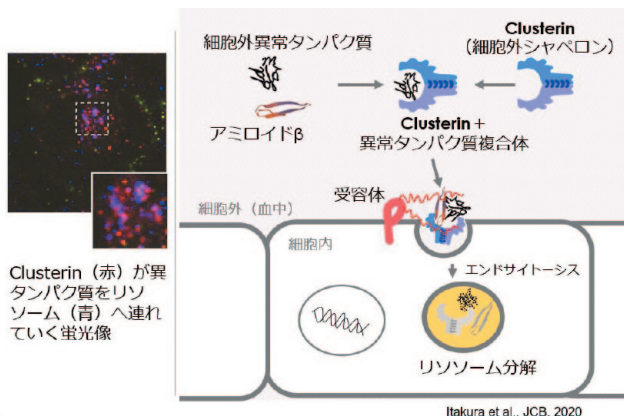 細胞外異常タンパク質
アミロイドβ
Clusterin
（細胞外シャペロン）
Clusterin＋
異常タンパク質複合体
受容体
細胞外（血中）
細胞内
エンドサイトーシス
リソソーム分解
Clusterin（赤）が異
タンパク質をリソ
ソーム（青）へ連れ
ていく蛍光像
Itakura et al., JCB, 2020